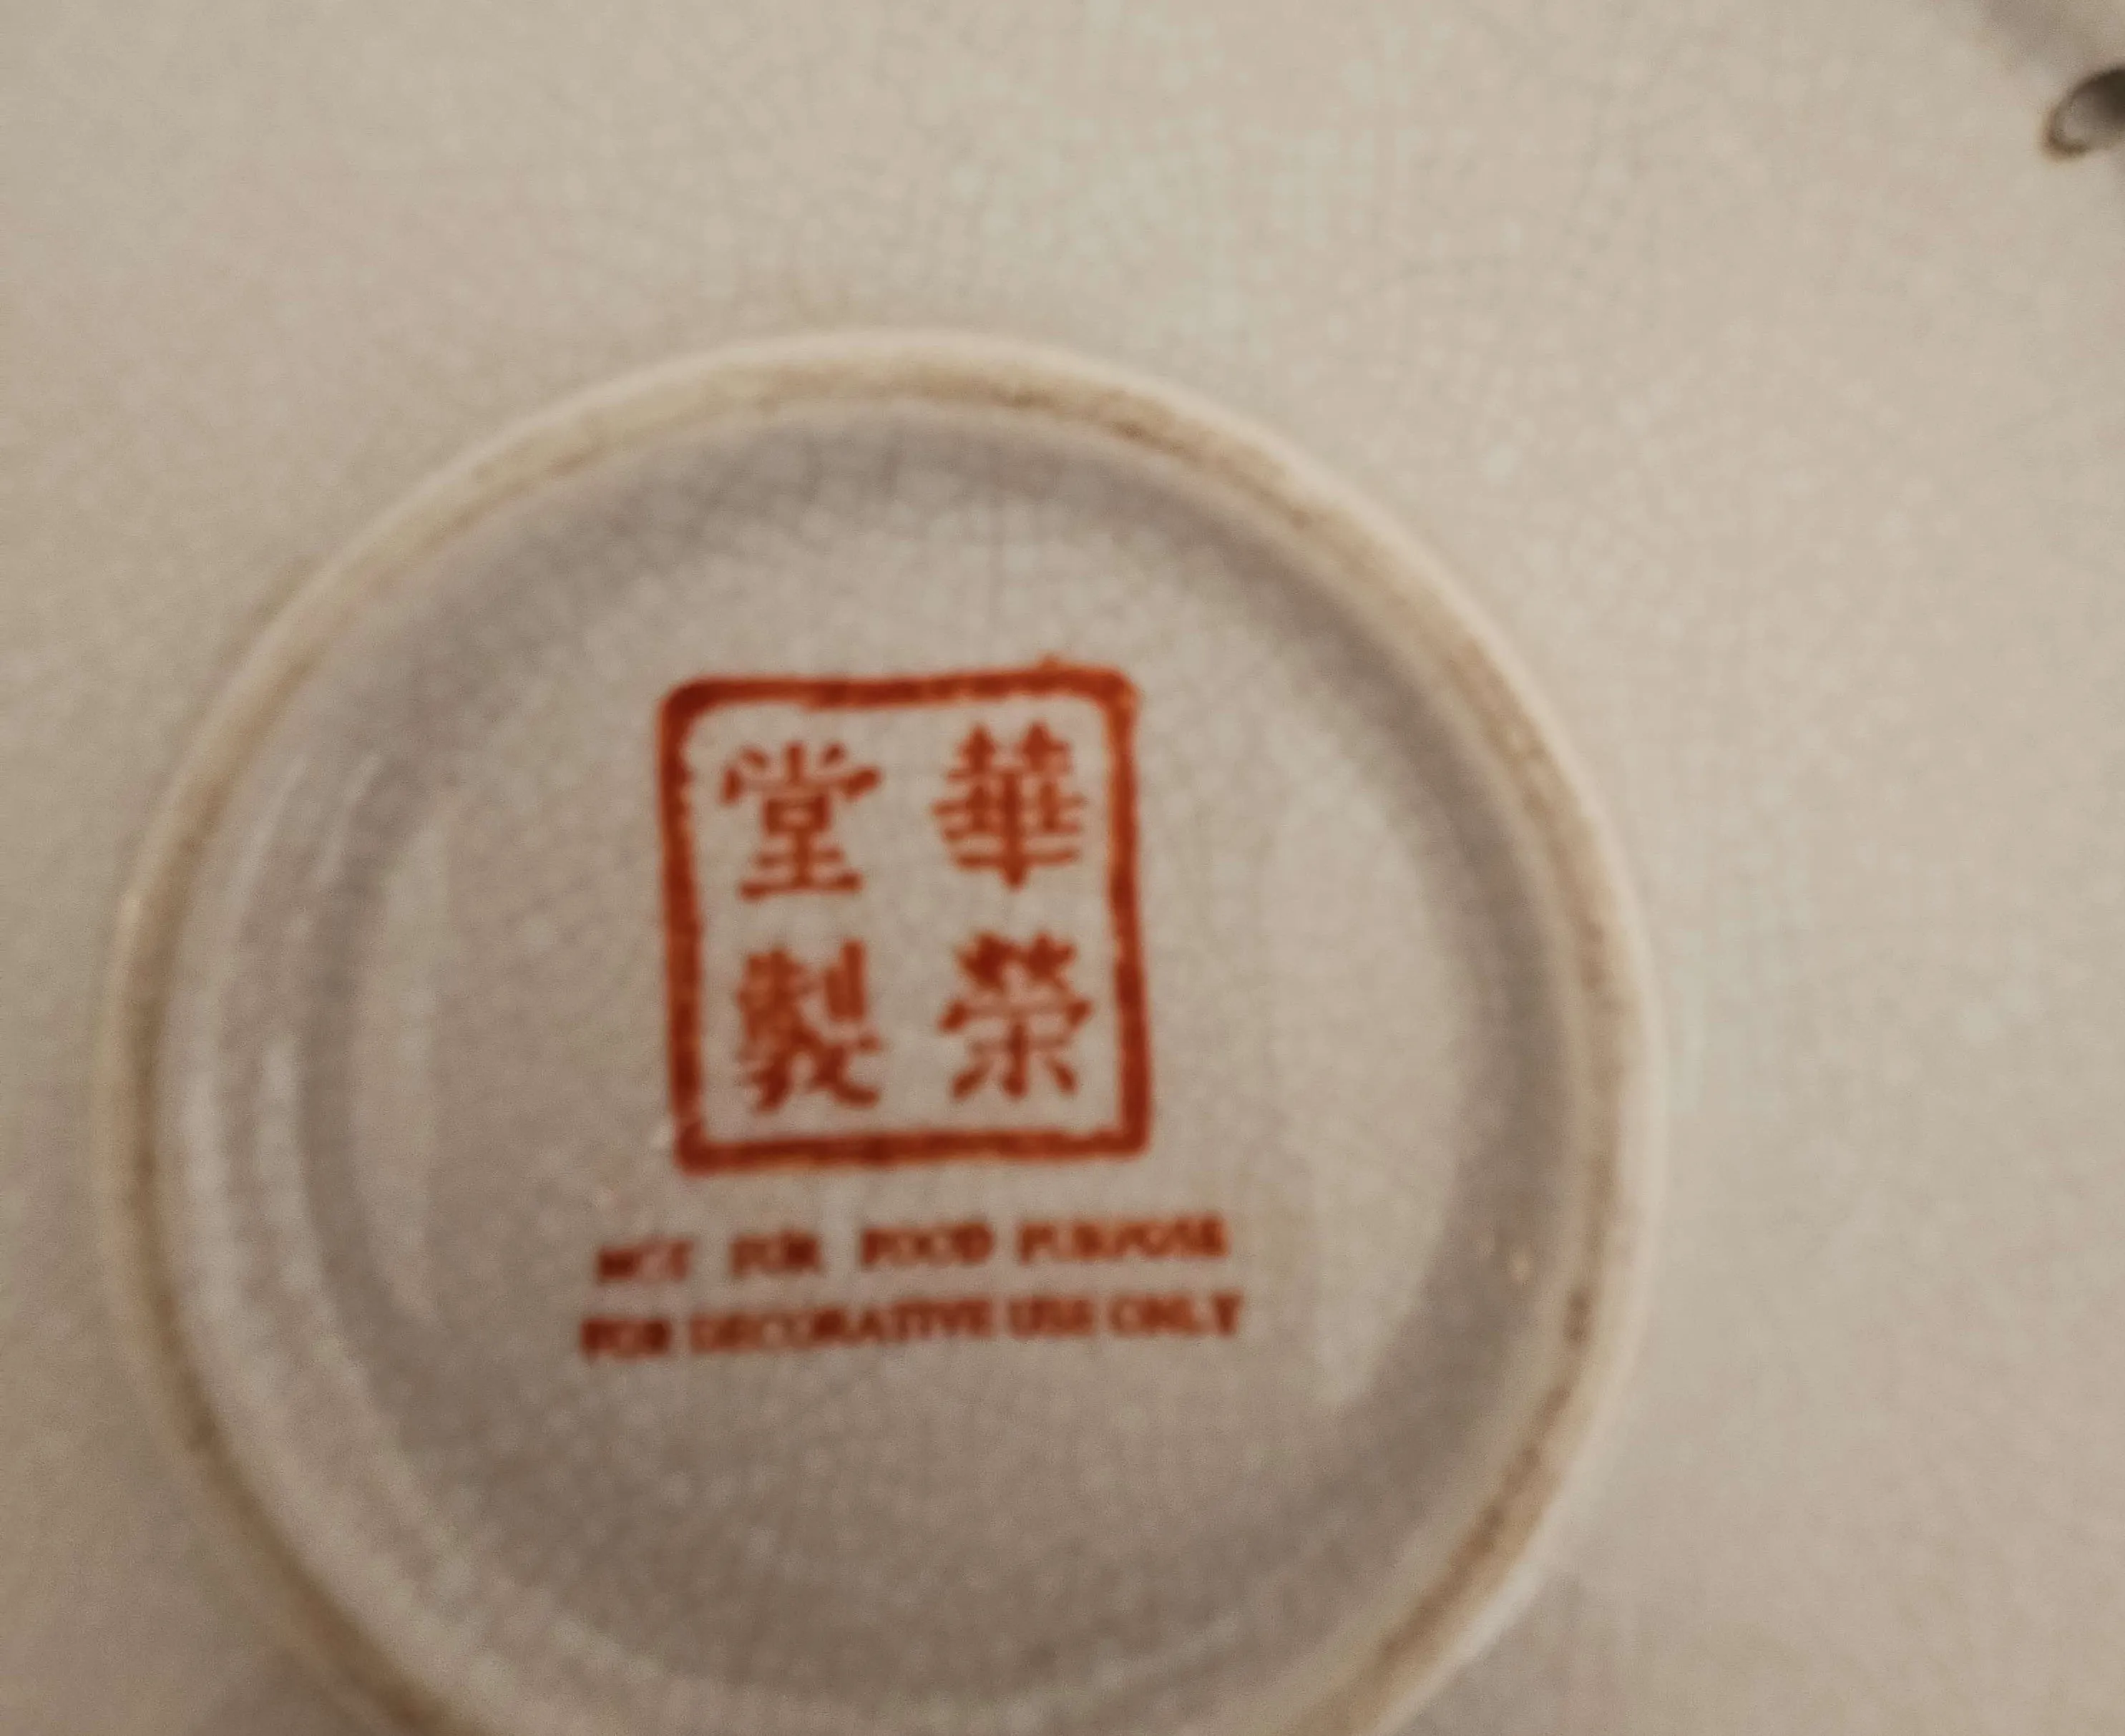 華榮
堂製
NOT FOR FOOD PURPOSE
FOR DECORATIVE USE ONLY